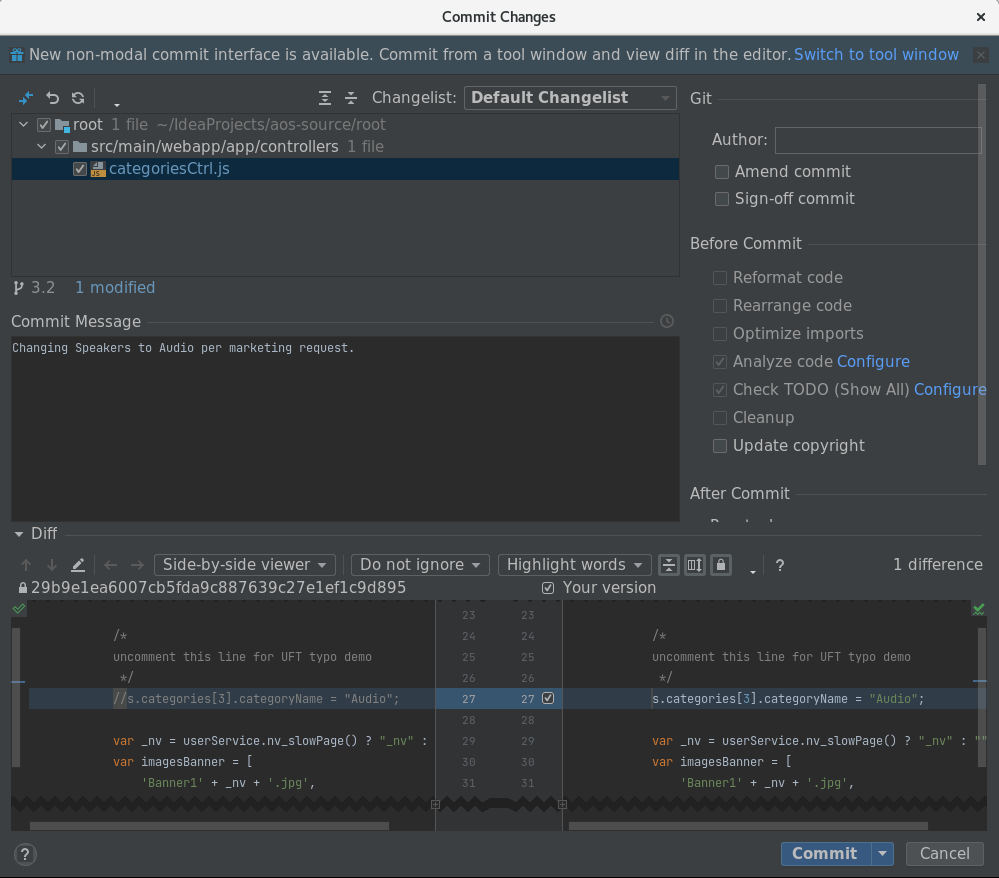 Commit Changes
New non-modal commit interface is available. Commit from a tool window and view diff in the editor. Switch to tool window
Changelist: Default Changelist
root 1 file ~/IdeaProjects/aos-source/root
src/main/webapp/app/controllers 1 file
categoriesCtrl.js
3.2 1 modified
Commit Message
Changing Speakers to Audio per marketing request.
Git
Author:
Amend commit
Sign-off commit
Before Commit
Reformat code
Rearrange code
Optimize imports
Analyze code Configure
Check TODO (Show All) Configure
Cleanup
Update copyright
After Commit
Diff
Side-by-side viewer Do not ignore Highlight words ? 1 difference
29b9e1ea6007cb5fda9c887639c27e1ef1c9d895 Your version
23 23
/* 24 24 /*
uncomment this line for UFT typo demo 25 25 uncomment this line for UFT typo demo
*/ 26 26 */
//s.categories[3].categoryName = "Audio"; 27 27 s.categories[3].categoryName = "Audio";
28 28
var _nv = userService.nv_slowPage() ? "_nv" : 29 29 var _nv = userService.nv_slowPage() ? "_nv" : ""
var imagesBanner = [ 30 30 var imagesBanner = [
'Banner1' + _nv + '.jpg', 31 31 'Banner1' + _nv + '.jpg',
? Commit Cancel